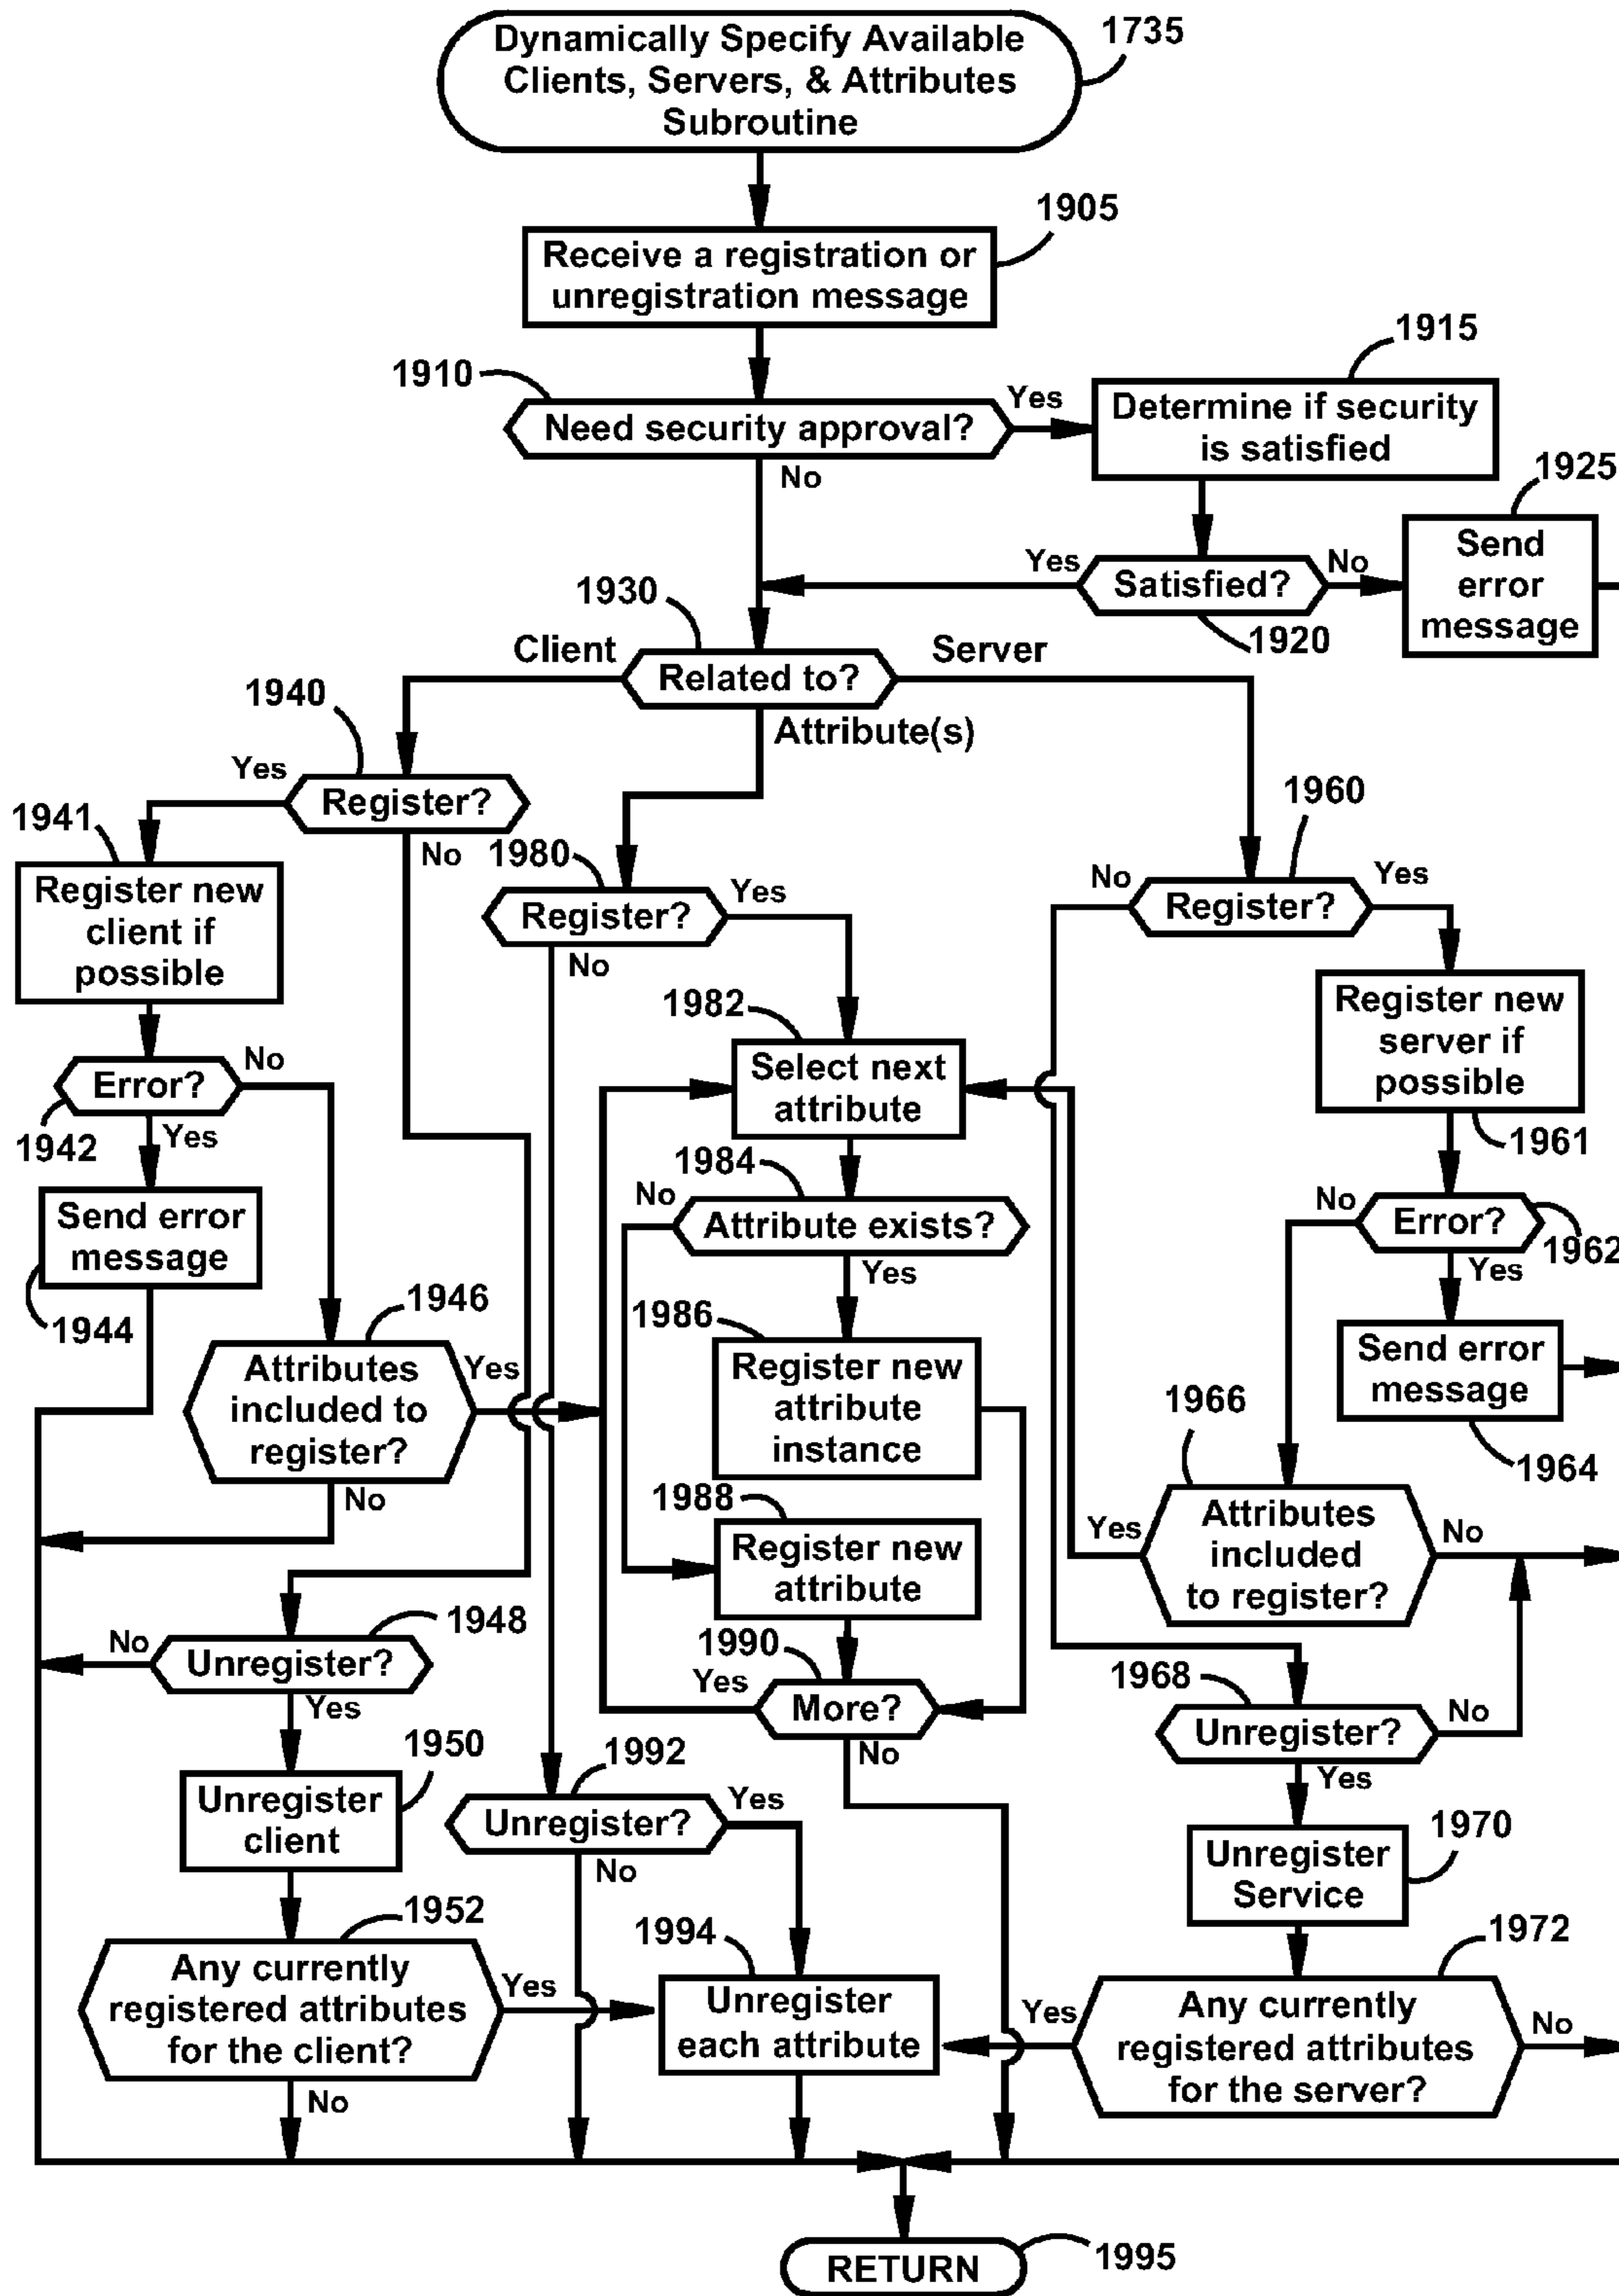 Dynamically Specify Available
Clients, Servers, & Attributes
Subroutine
1735
1905
Receive a registration or
unregistration message
1915
1910
Need security approval?
Yes
No
Determine if security
is satisfied
1925
Yes
Satisfied?
No
1920
Send
error
message
1930
Client
Related to?
Server
Attribute(s)
1940
Yes
Register?
No
1941
Register new
client if
possible
1980
Register?
Yes
No
1960
No
Register?
Yes
Register new
server if
possible
1961
1982
Select next
attribute
Error?
No
1942
Yes
Send error
message
1944
1984
No
Attribute exists?
Yes
No
Error?
1962
Yes
Send error
message
1964
1946
Attributes
included to
register?
Yes
No
1986
Register new
attribute
instance
1988
Register new
attribute
1966
Yes
Attributes
included
to register?
No
1990
Yes
More?
No
1948
No
Unregister?
Yes
1968
Unregister?
No
Yes
1950
Unregister
client
1992
Unregister?
Yes
No
1970
Unregister
Service
1952
Any currently
registered attributes
for the client?
Yes
No
1994
Unregister
each attribute
1972
Yes
Any currently
registered attributes
for the server?
No
RETURN
1995